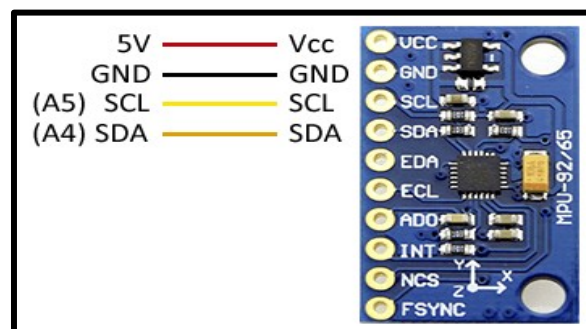 5V Vcc
GND GND
(A5) SCL SCL
(A4) SDA SDA
VCC
GND
SCL
SDA
EDA
ECL
ADO
INT
NCS
FSYNC
MPU-92/65
Y
X
Z